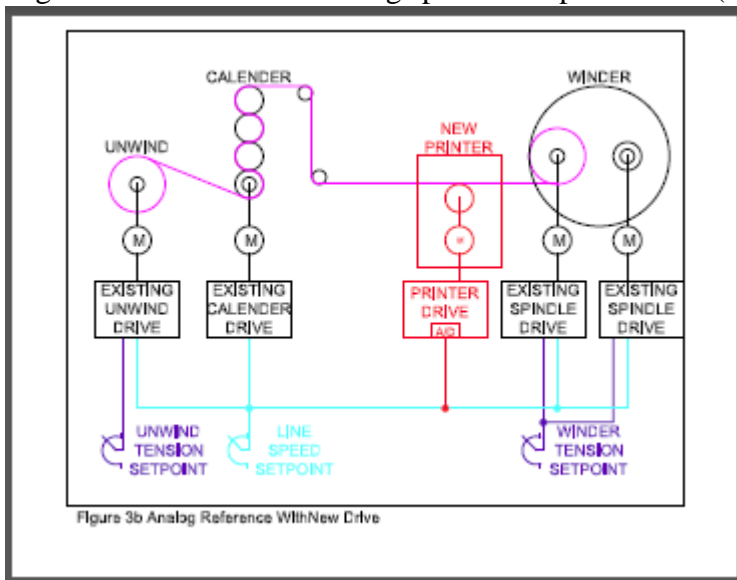 CALENDER
WINDER
NEW
PRINTER
UNWIND
M
M
M
M
M
EXISTING
UNWIND
DRIVE
EXISTING
CALENDER
DRIVE
PRINTER
DRIVE
A/D
EXISTING
SPINDLE
DRIVE
EXISTING
SPINDLE
DRIVE
UNWIND
TENSION
SETPOINT
LINE
SPEED
SETPOINT
WINDER
TENSION
SETPOINT
Figure 3b Analog Reference WithNew Drive